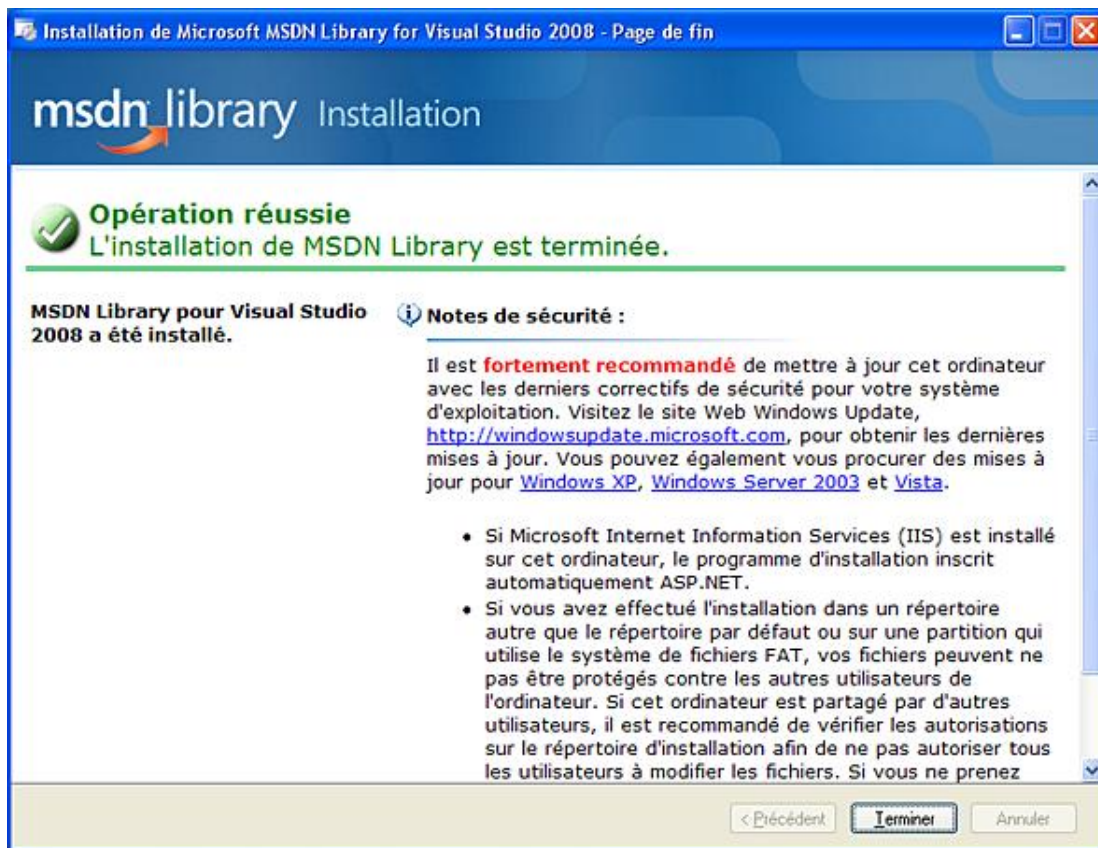 Installation de Microsoft MSDN Library for Visual Studio 2008 - Page de fin
msdn library Installation
Opération réussie
L'installation de MSDN Library est terminée.
MSDN Library pour Visual Studio
2008 a été installé.
Notes de sécurité :
Il est fortement recommandé de mettre à jour cet ordinateur
avec les derniers correctifs de sécurité pour votre système
d'exploitation. Visitez le site Web Windows Update,
http://windowsupdate.microsoft.com, pour obtenir les dernières
mises à jour. Vous pouvez également vous procurer des mises à
jour pour Windows XP, Windows Server 2003 et Vista.
• Si Microsoft Internet Information Services (IIS) est installé
sur cet ordinateur, le programme d'installation inscrit
automatiquement ASP.NET.
• Si vous avez effectué l'installation dans un répertoire
autre que le répertoire par défaut ou sur une partition qui
utilise le système de fichiers FAT, vos fichiers peuvent ne
pas être protégés contre les autres utilisateurs de
l'ordinateur. Si cet ordinateur est partagé par d'autres
utilisateurs, il est recommandé de vérifier les autorisations
sur le répertoire d'installation afin de ne pas autoriser tous
les utilisateurs à modifier les fichiers. Si vous ne prenez
< Précédent Terminer Annuler